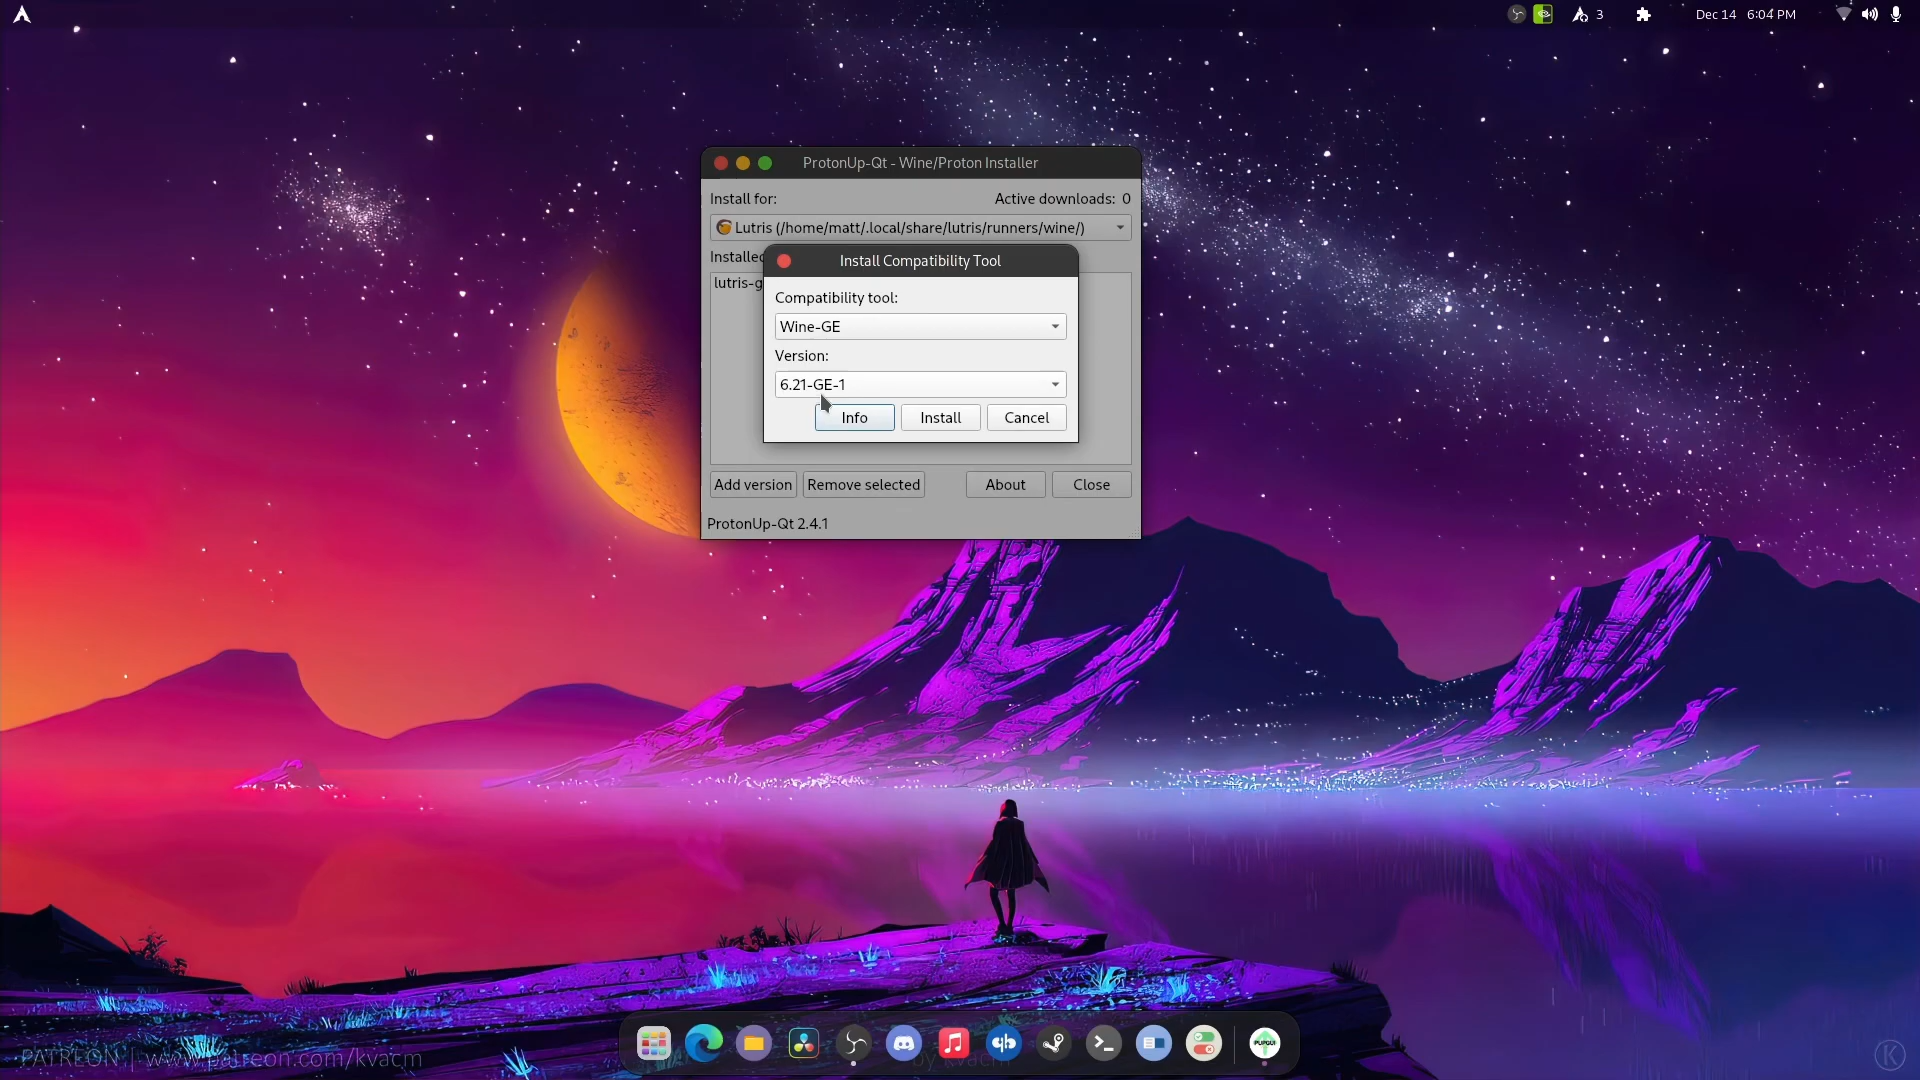 3
Dec 14 6:04 PM
ProtonUp-Qt - Wine/Proton Installer
Install for:
Active downloads: 0
Lutris (/home/matt/.local/share/lutris/runners/wine/)
Installed
Install Compatibility Tool
lutris-g
Compatibility tool:
Wine-GE
Version:
6.21-GE-1
Info
Install
Cancel
Add version
Remove selected
About
Close
ProtonUp-Qt 2.4.1
PUPGUI
PATREON | www.patreon.com/kvacm
by kvacm
K